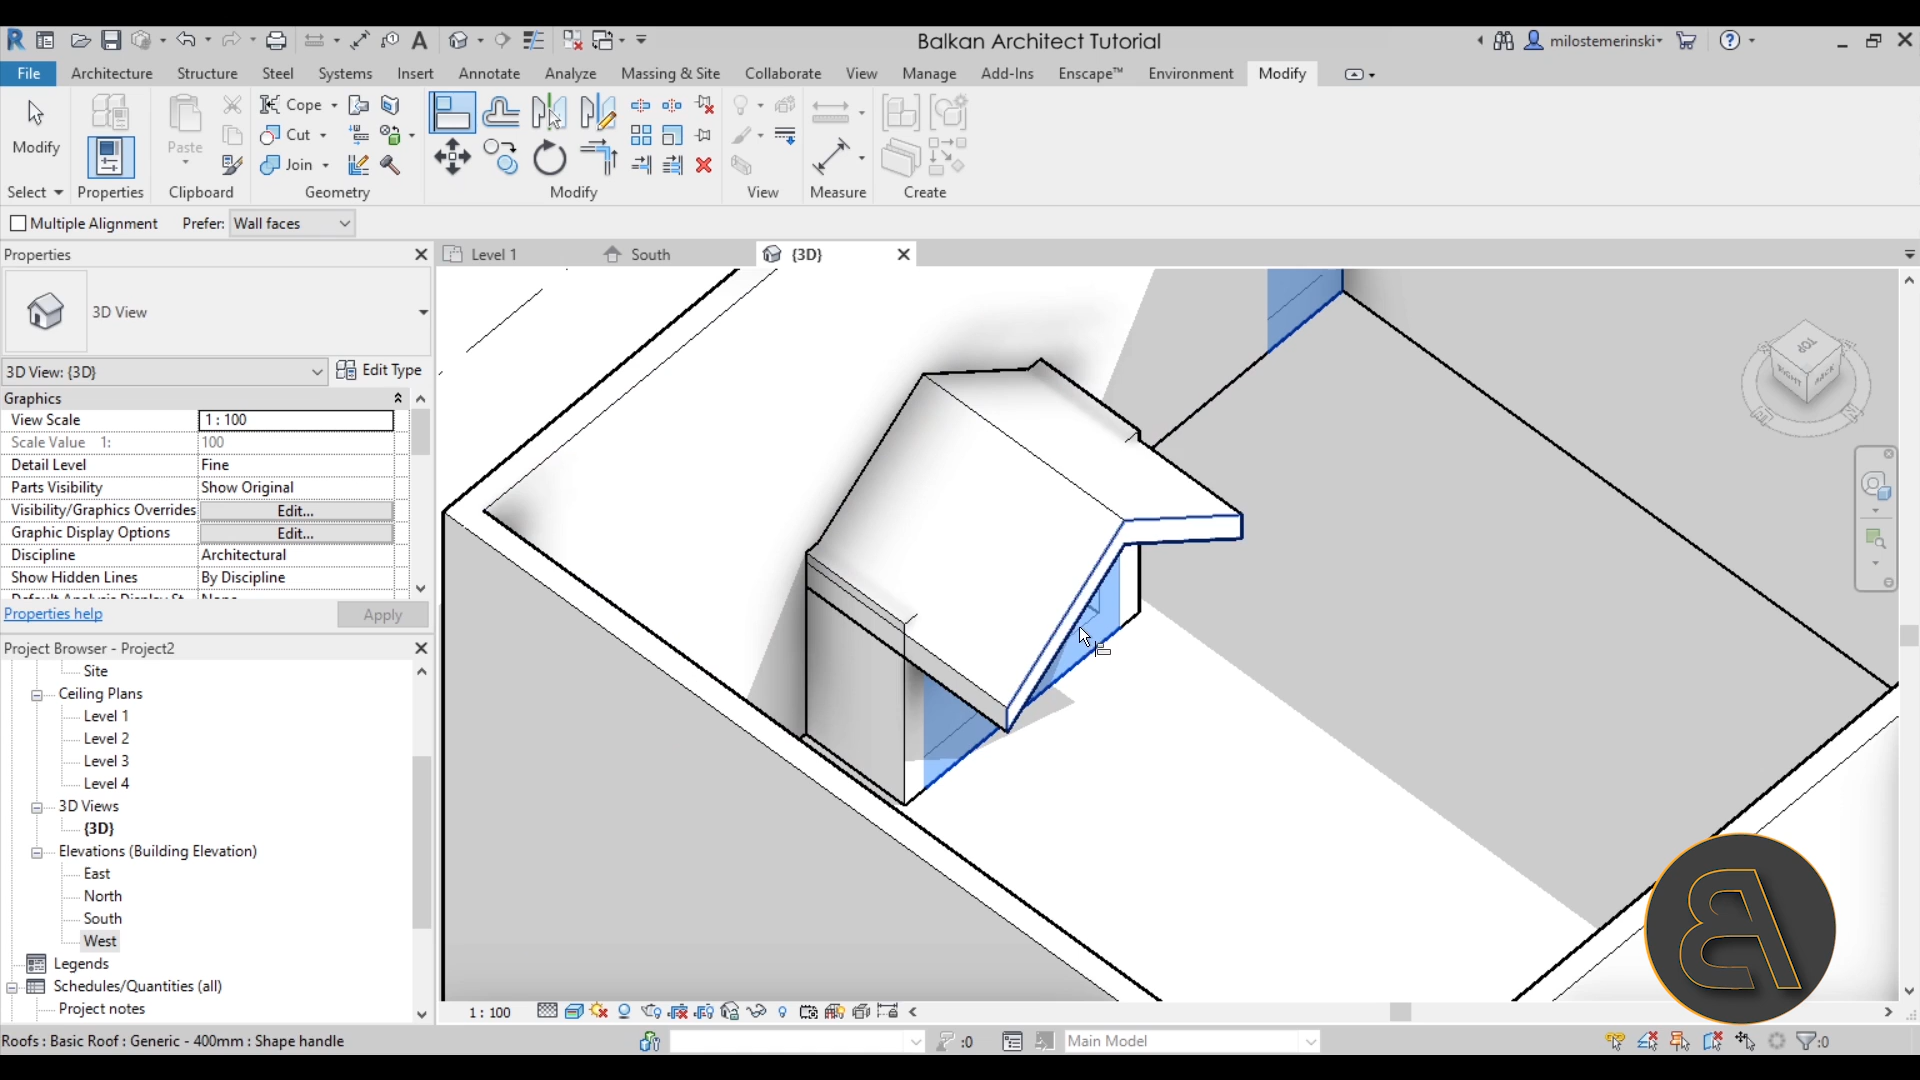 Balkan Architect Tutorial
milostemerinski
File Architecture Structure Steel Systems Insert Annotate Analyze Massing & Site Collaborate View Manage Add-Ins Enscape™ Environment Modify
Cope
Modify Paste Cut
Join
Select Properties Clipboard Geometry Modify View Measure Create
Multiple Alignment Prefer: Wall faces
Properties Level 1 South {3D}
3D View
3D View: {3D} Edit Type
Graphics
View Scale 1 : 100
Scale Value 1: 100
Detail Level Fine
Parts Visibility Show Original
Visibility/Graphics Overrides Edit...
Graphic Display Options Edit...
Discipline Architectural
Show Hidden Lines By Discipline
Properties help Apply
Project Browser - Project2
Site
Ceiling Plans
Level 1
Level 2
Level 3
Level 4
3D Views
{3D}
Elevations (Building Elevation)
East
North
South
West
Legends
Schedules/Quantities (all)
Project notes
1 : 100
Roofs : Basic Roof : Generic - 400mm : Shape handle :0 Main Model :0
TOP
RIGHT BACK